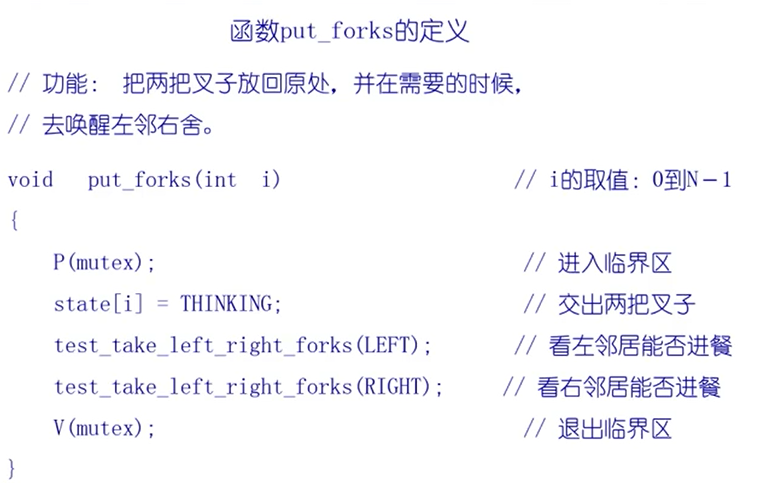 函数put_forks的定义
// 功能: 把两把叉子放回原处，并在需要的时候，
// 去唤醒左邻右舍。
void put_forks(int i) // i的取值: 0到N－1
{
P(mutex); // 进入临界区
state[i] = THINKING; // 交出两把叉子
test_take_left_right_forks(LEFT); // 看左邻居能否进餐
test_take_left_right_forks(RIGHT); // 看右邻居能否进餐
V(mutex); // 退出临界区
}